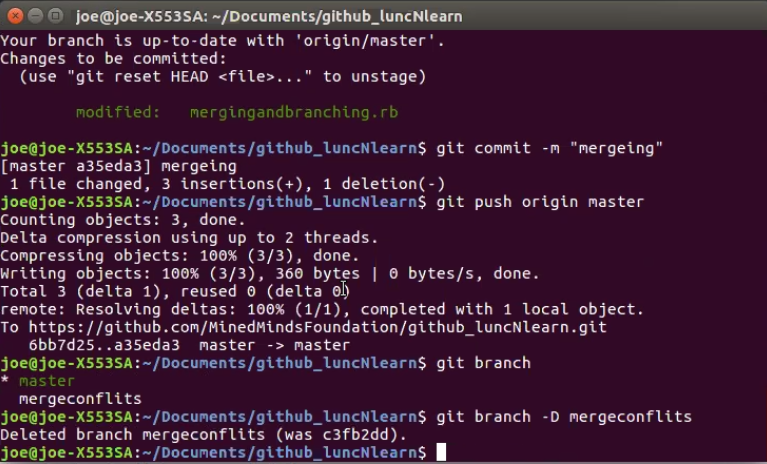 joe@joe-X553SA: ~/Documents/github_luncNlearn
Your branch is up-to-date with 'origin/master'.
Changes to be committed:
  (use "git reset HEAD <file>..." to unstage)
        modified:   mergingandbranching.rb
joe@joe-X553SA:~/Documents/github_luncNlearn$ git commit -m "mergeing"
[master a35eda3] mergeing
 1 file changed, 3 insertions(+), 1 deletion(-)
joe@joe-X553SA:~/Documents/github_luncNlearn$ git push origin master
Counting objects: 3, done.
Delta compression using up to 2 threads.
Compressing objects: 100% (3/3), done.
Writing objects: 100% (3/3), 360 bytes | 0 bytes/s, done.
Total 3 (delta 1), reused 0 (delta 0)
remote: Resolving deltas: 100% (1/1), completed with 1 local object.
To https://github.com/MinedMindsFoundation/github_luncNlearn.git
   6bb7d25..a35eda3  master -> master
joe@joe-X553SA:~/Documents/github_luncNlearn$ git branch
* master
  mergeconflits
joe@joe-X553SA:~/Documents/github_luncNlearn$ git branch -D mergeconflits
Deleted branch mergeconflits (was c3fb2dd).
joe@joe-X553SA:~/Documents/github_luncNlearn$